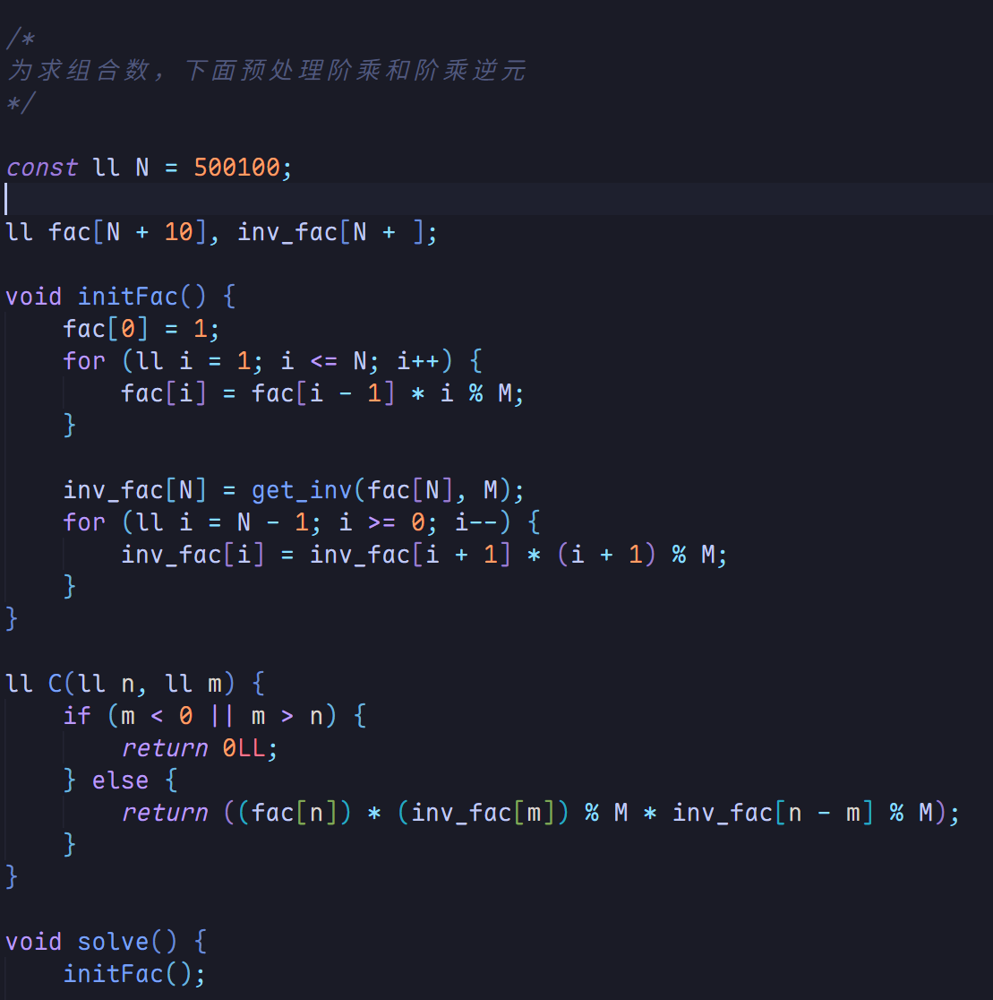 /*
为求组合数，下面预处理阶乘和阶乘逆元
*/
const ll N = 500100;
ll fac[N + 10], inv_fac[N + ];
void initFac() {
    fac[0] = 1;
    for (ll i = 1; i <= N; i++) {
        fac[i] = fac[i - 1] * i % M;
    }
    inv_fac[N] = get_inv(fac[N], M);
    for (ll i = N - 1; i >= 0; i--) {
        inv_fac[i] = inv_fac[i + 1] * (i + 1) % M;
    }
}
ll C(ll n, ll m) {
    if (m < 0 || m > n) {
        return 0LL;
    } else {
        return ((fac[n]) * (inv_fac[m]) % M * inv_fac[n - m] % M);
    }
}
void solve() {
    initFac();